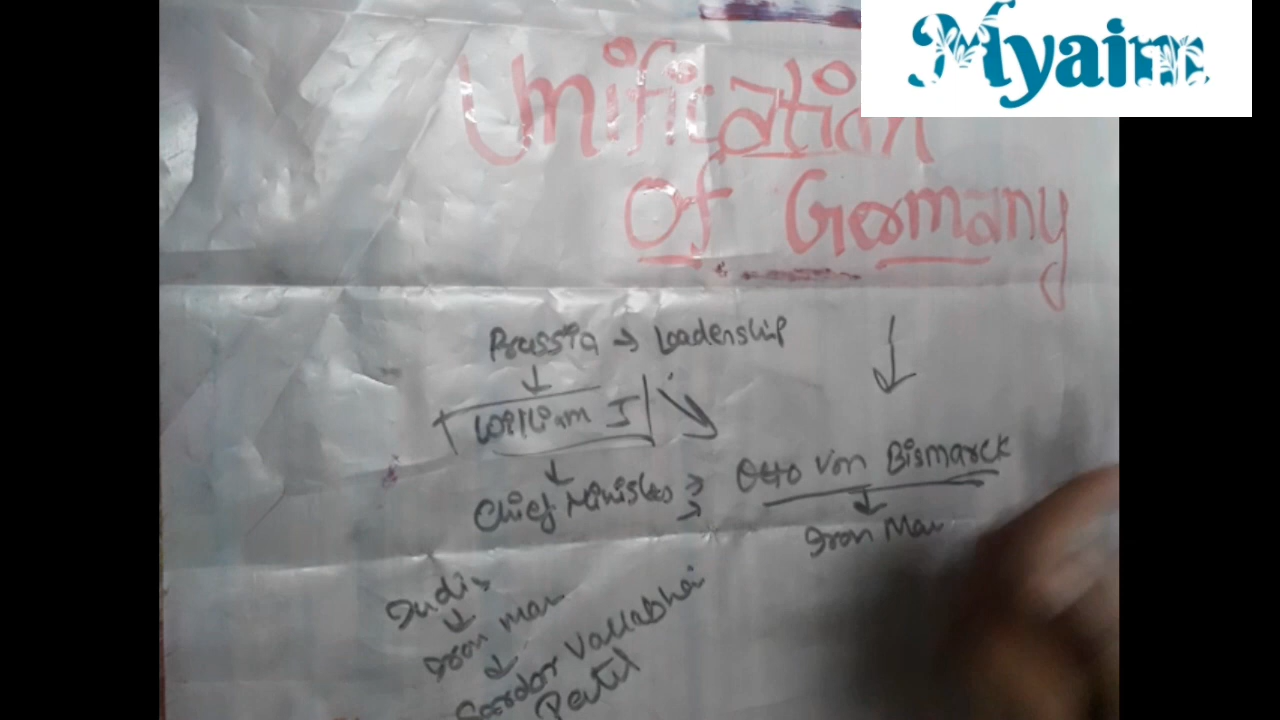 Myaim
Unification
Of Germany
Prussia → Leadership
William I
Chief Minister → Otto Von Bismarck
Iron Man
India
Iron man
Sardar Vallabhai
Patel